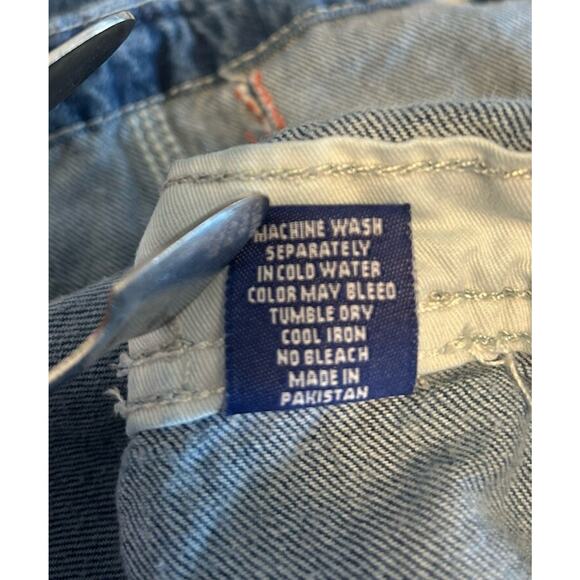 MACHINE WASH
SEPARATELY
IN COLD WATER
COLOR MAY BLEED
TUMBLE DRY
COOL IRON
NO BLEACH
MADE IN
PAKISTAN